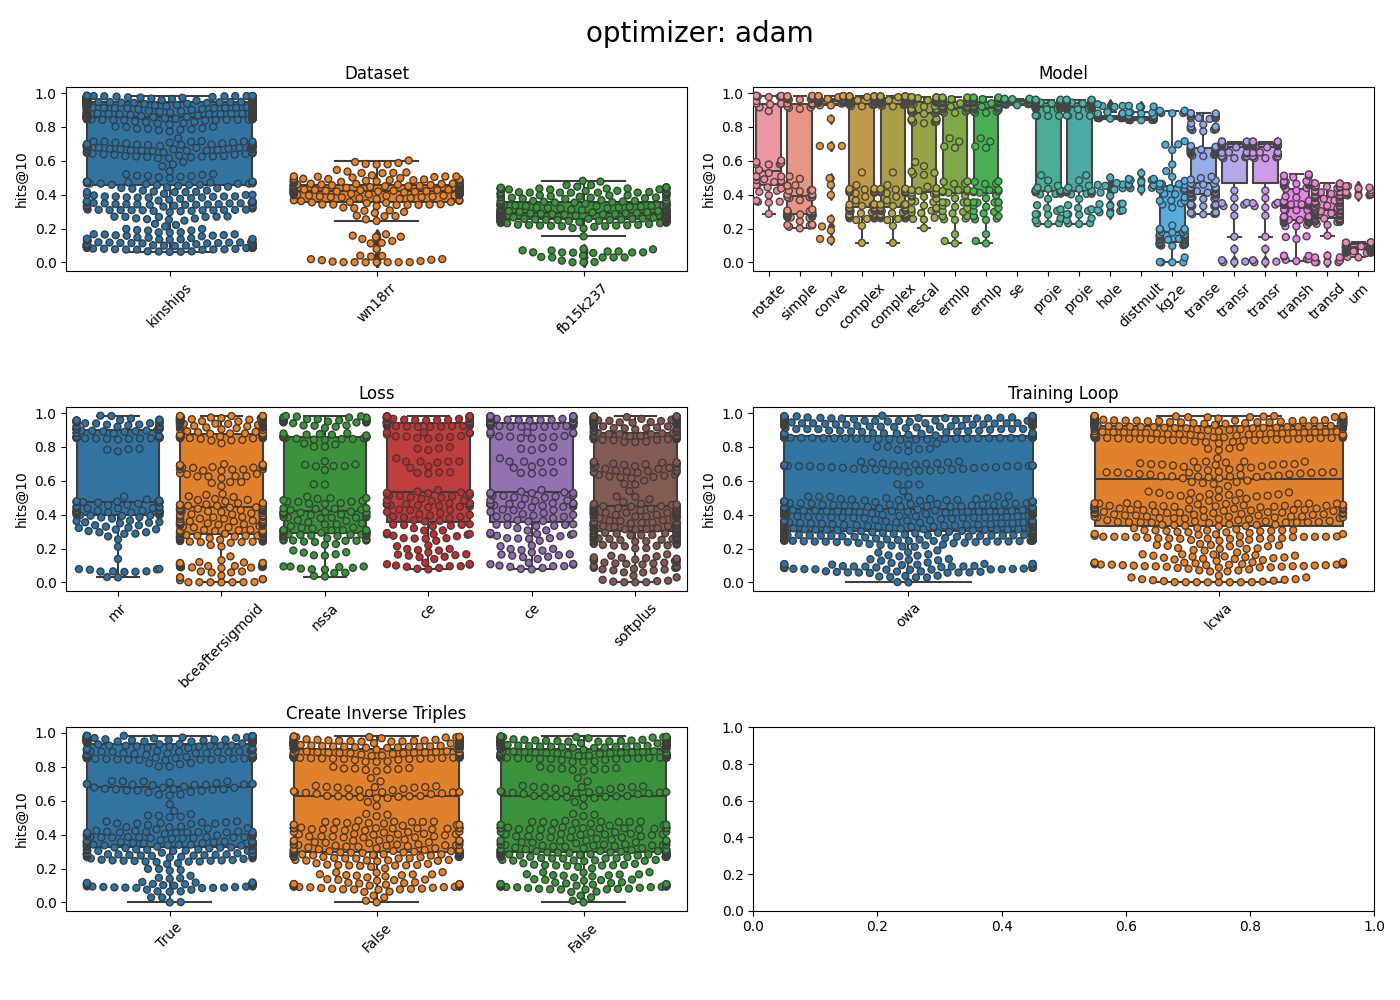 optimizer: adam
Dataset
Model
hits@10
1.0
0.8
0.6
0.4
0.2
0.0
kinships
wn18rr
fb15k237
hits@10
1.0
0.8
0.6
0.4
0.2
0.0
rotate
simple
conve
complex
complex
rescal
ermlp
ermlp
se
proje
proje
hole
distmult
kg2e
transe
transr
transr
transh
transd
um
Loss
Training Loop
hits@10
1.0
0.8
0.6
0.4
0.2
0.0
mr
bceaftersigmoid
nssa
ce
ce
softplus
hits@10
1.0
0.8
0.6
0.4
0.2
0.0
owa
lcwa
Create Inverse Triples
hits@10
1.0
0.8
0.6
0.4
0.2
0.0
True
False
False
1.0
0.8
0.6
0.4
0.2
0.0
0.0 0.2 0.4 0.6 0.8 1.0